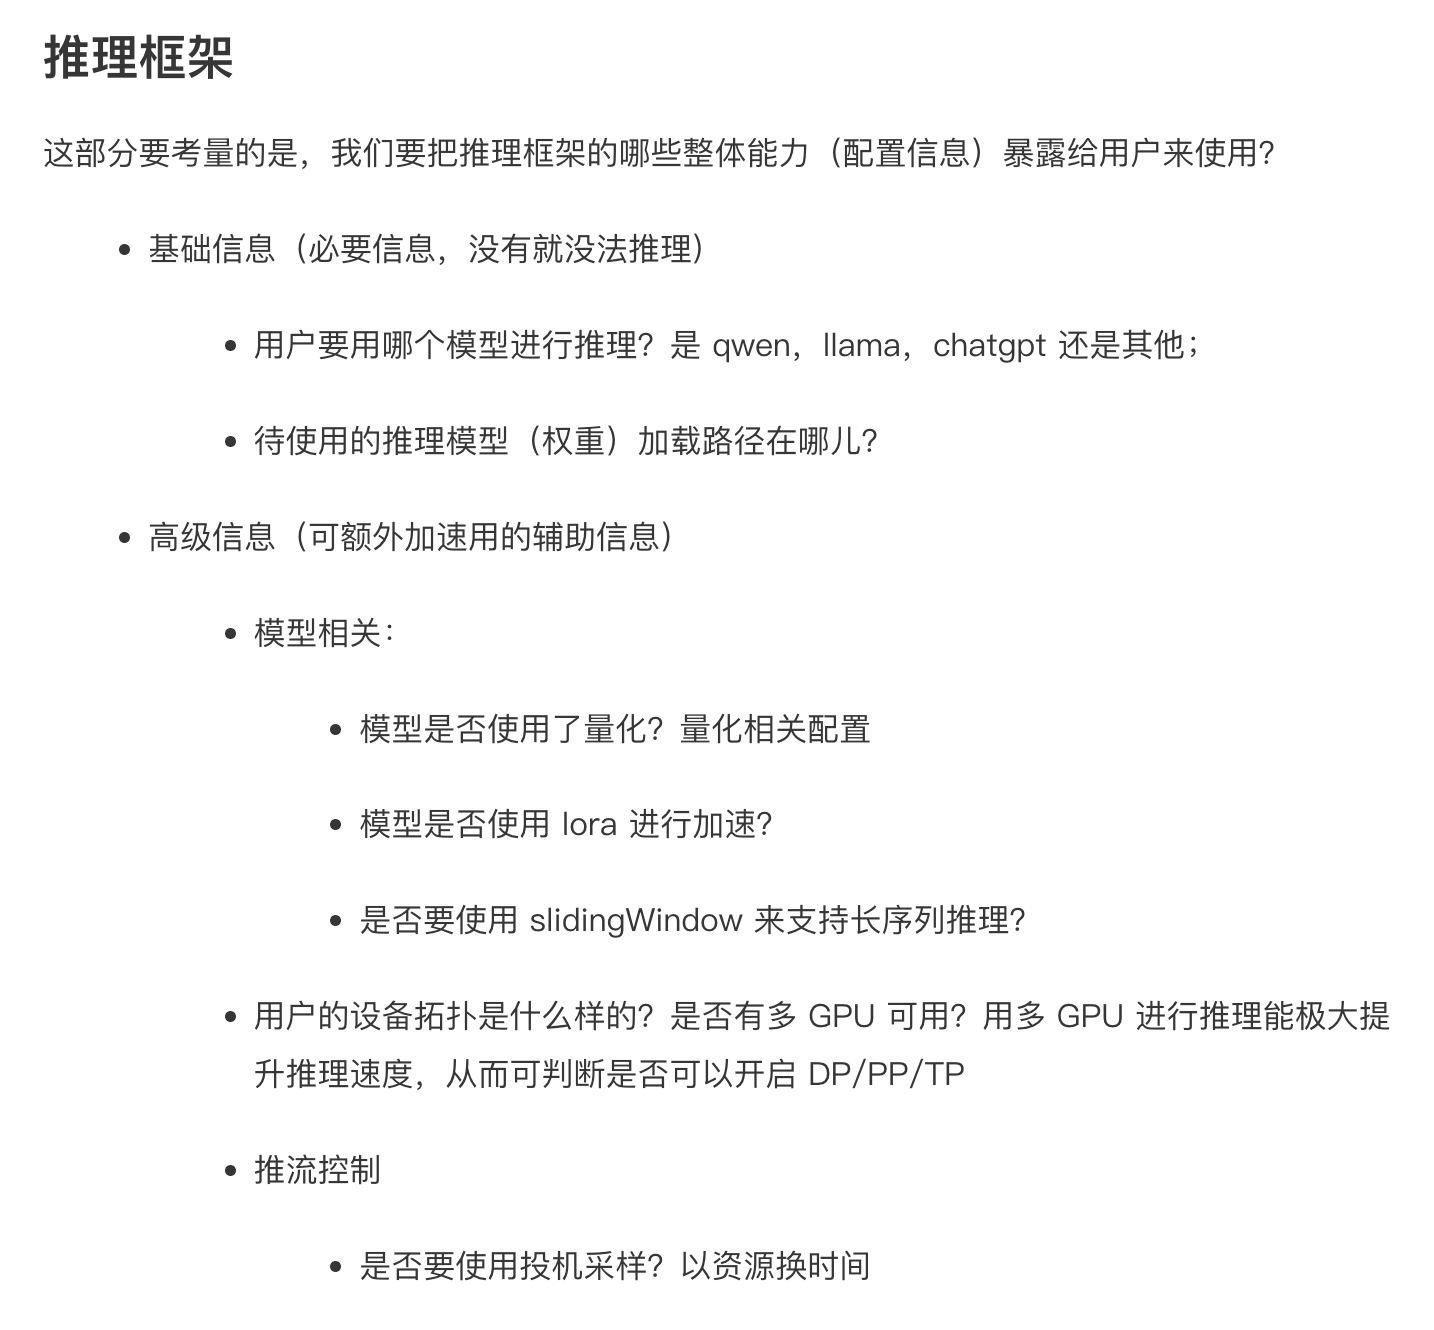 推理框架
这部分要考量的是，我们要把推理框架的哪些整体能力（配置信息）暴露给用户来使用？
基础信息（必要信息，没有就没法推理）
用户要用哪个模型进行推理？是 qwen，llama，chatgpt 还是其他；
待使用的推理模型（权重）加载路径在哪儿？
高级信息（可额外加速用的辅助信息）
模型相关：
模型是否使用了量化？量化相关配置
模型是否使用 lora 进行加速？
是否要使用 slidingWindow 来支持长序列推理？
用户的设备拓扑是什么样的？是否有多 GPU 可用？用多 GPU 进行推理能极大提
升推理速度，从而可判断是否可以开启 DP/PP/TP
推流控制
是否要使用投机采样？以资源换时间